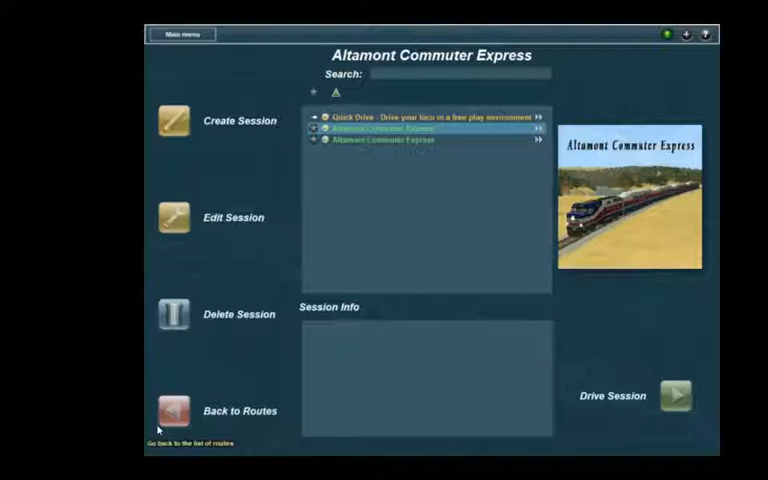 Main menu
?
Altamont Commuter Express
Search:
Create Session
Quick Drive - Drive your loco in a free play environment
Altamont Commuter Express
Altamont Commuter Express
Altamont Commuter Express
Edit Session
Session Info
Delete Session
Drive Session
Back to Routes
Go back to the list of routes.